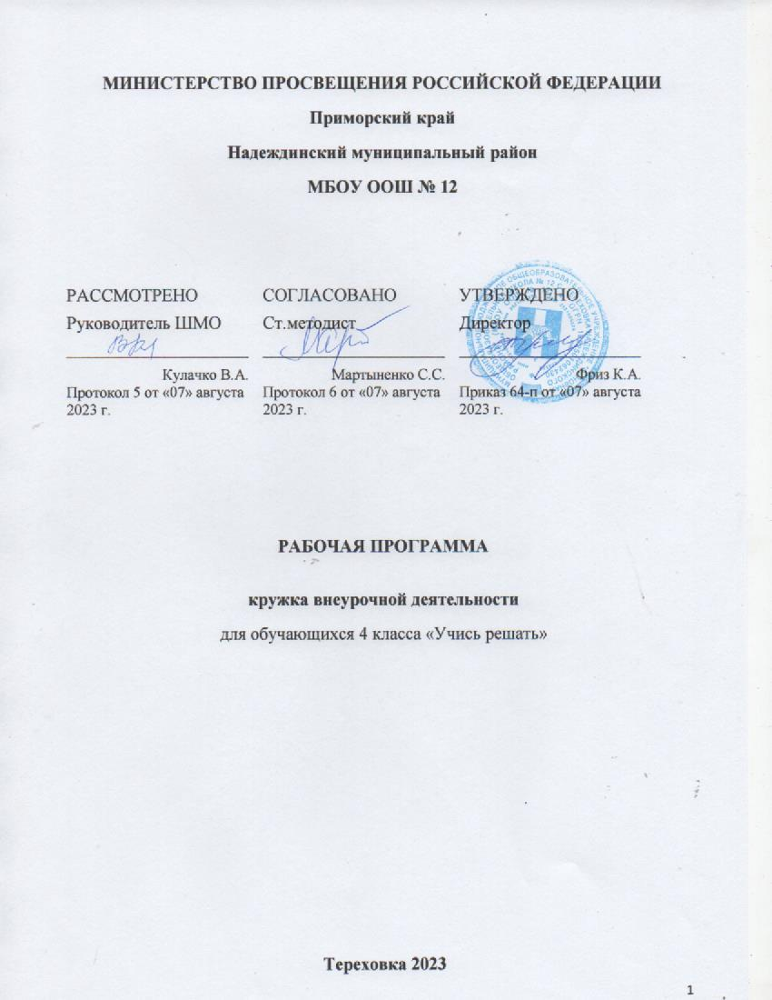 МИНИСТЕРСТВО ПРОСВЕЩЕНИЯ РОССИЙСКОЙ ФЕДЕРАЦИИ
Приморский край
Надеждинский муниципальный район
МБОУ ООШ № 12
РАССМОТРЕНО
Руководитель ШМО
Кулачко В.А.
Протокол 5 от «07» августа
2023 г.
СОГЛАСОВАНО
Ст.методист
Мартыненко С.С.
Протокол 6 от «07» августа
2023 г.
УТВЕРЖДЕНО
Директор
Фриз К.А.
Приказ 64-п от «07» августа
2023 г.
РАБОЧАЯ ПРОГРАММА
кружка внеурочной деятельности
для обучающихся 4 класса «Учись решать»
Тереховка 2023
1